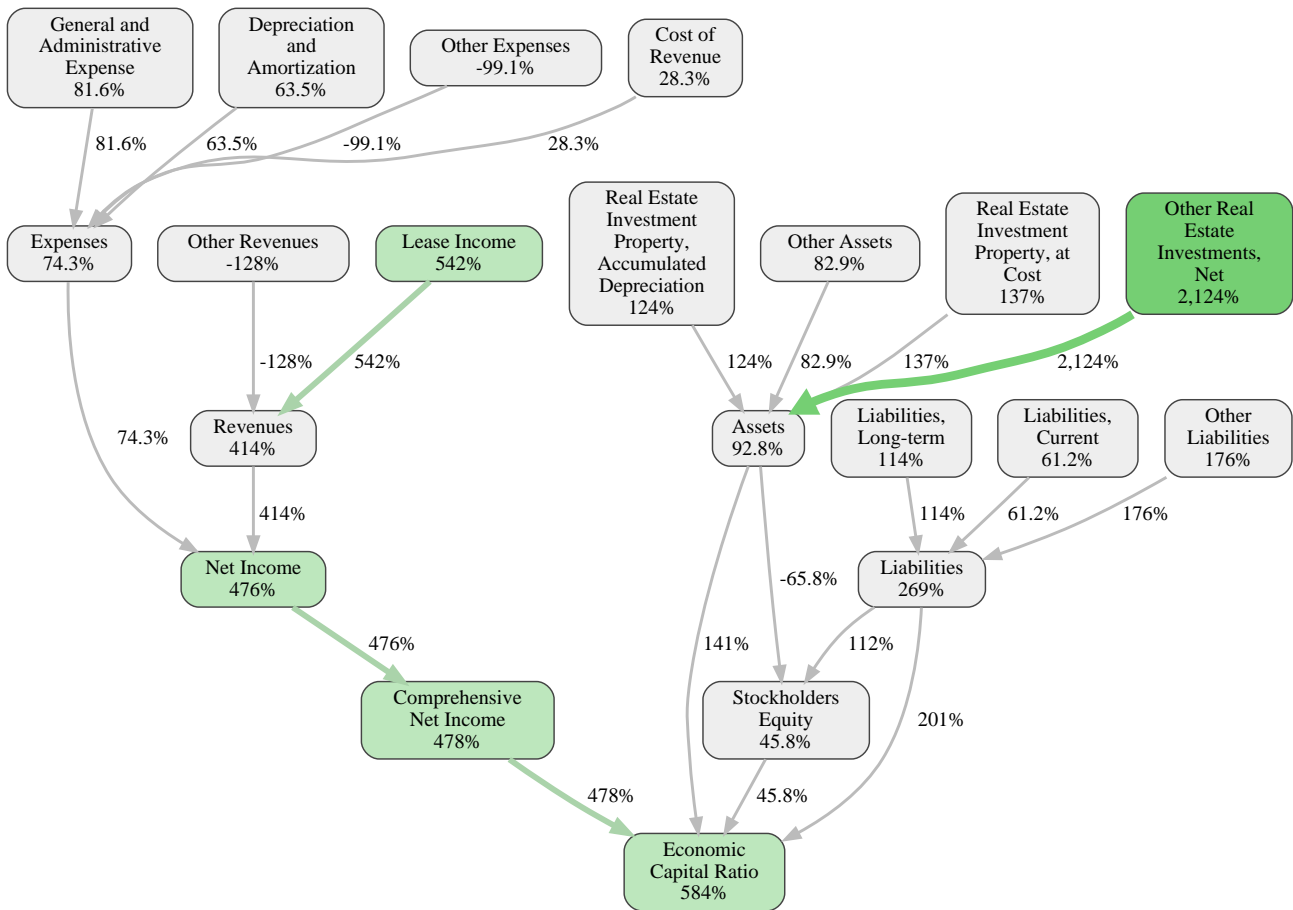 General and
Administrative
Expense
81.6%
Depreciation
and
Amortization
63.5%
Other Expenses
-99.1%
Cost of
Revenue
28.3%
81.6%
63.5%
-99.1%
28.3%
Expenses
74.3%
Other Revenues
-128%
Lease Income
542%
Real Estate
Investment
Property,
Accumulated
Depreciation
124%
Other Assets
82.9%
Real Estate
Investment
Property, at
Cost
137%
Other Real
Estate
Investments,
Net
2,124%
-128%
542%
124%
82.9%
137%
2,124%
74.3%
Revenues
414%
Assets
92.8%
Liabilities,
Long-term
114%
Liabilities,
Current
61.2%
Other
Liabilities
176%
414%
114%
61.2%
176%
Net Income
476%
-65.8%
Liabilities
269%
476%
141%
112%
Comprehensive
Net Income
478%
Stockholders
Equity
45.8%
201%
478%
45.8%
Economic
Capital Ratio
584%